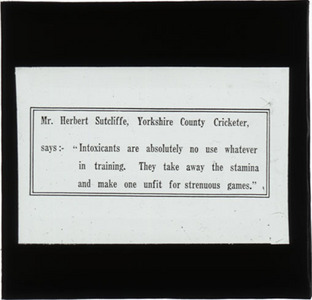 Mr. Herbert Sutcliffe, Yorkshire County Cricketer,
says:- "Intoxicants are absolutely no use whatever
in training. They take away the stamina
and make one unfit for strenuous games."